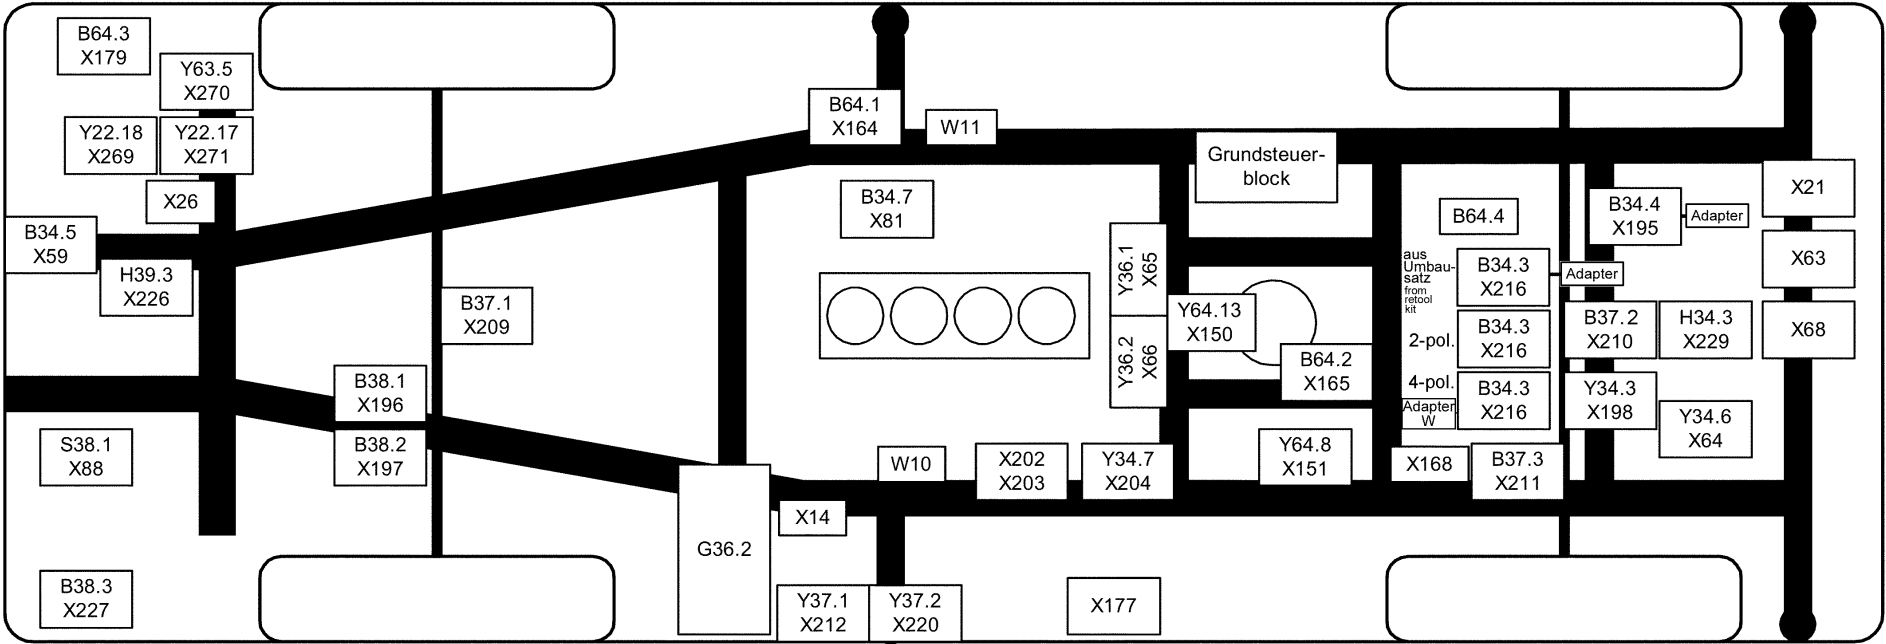 B64.3
X179
Y63.5
X270
Y22.18
X269
Y22.17
X271
X26
B34.5
X59
H39.3
X226
B37.1
X209
B38.1
X196
B38.2
X197
S38.1
X88
B38.3
X227
B64.1
X164
W11
B34.7
X81
Grundsteuer-
block
Y36.1
X65
Y36.2
X66
Y64.13
X150
B64.2
X165
W10
X202
X203
Y34.7
X204
Y64.8
X151
G36.2
X14
Y37.1
X212
Y37.2
X220
X177
B64.4
aus
Umbau-
satz
from
retool
kit
B34.3
X216
Adapter
2-pol.
B34.3
X216
4-pol.
B34.3
X216
Adapter
W
X168
B37.3
X211
B34.4
X195
Adapter
B37.2
X210
H34.3
X229
Y34.3
X198
Y34.6
X64
X21
X63
X68